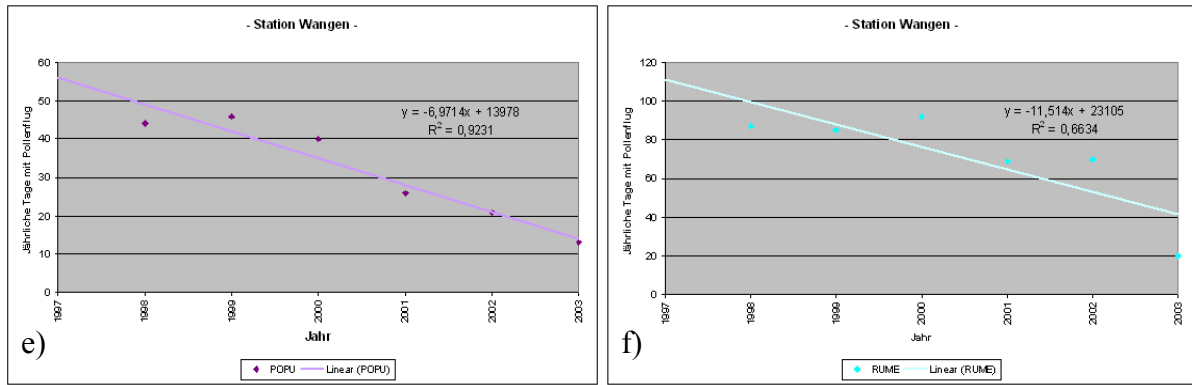 - Station Wangen -
60
50
40
30
20
10
0
Jährliche Tage mit Pollenflug
y = -6,9714x + 13978
R² = 0,9231
1997
1998
1999
2000
2001
2002
2003
Jahr
e)
POPU
Linear (POPU)
- Station Wangen -
120
100
80
60
40
20
0
Jährliche Tage mit Pollenflug
y = -11,514x + 23105
R² = 0,6634
1997
1998
1999
2000
2001
2002
2003
Jahr
f)
RUME
Linear (RUME)